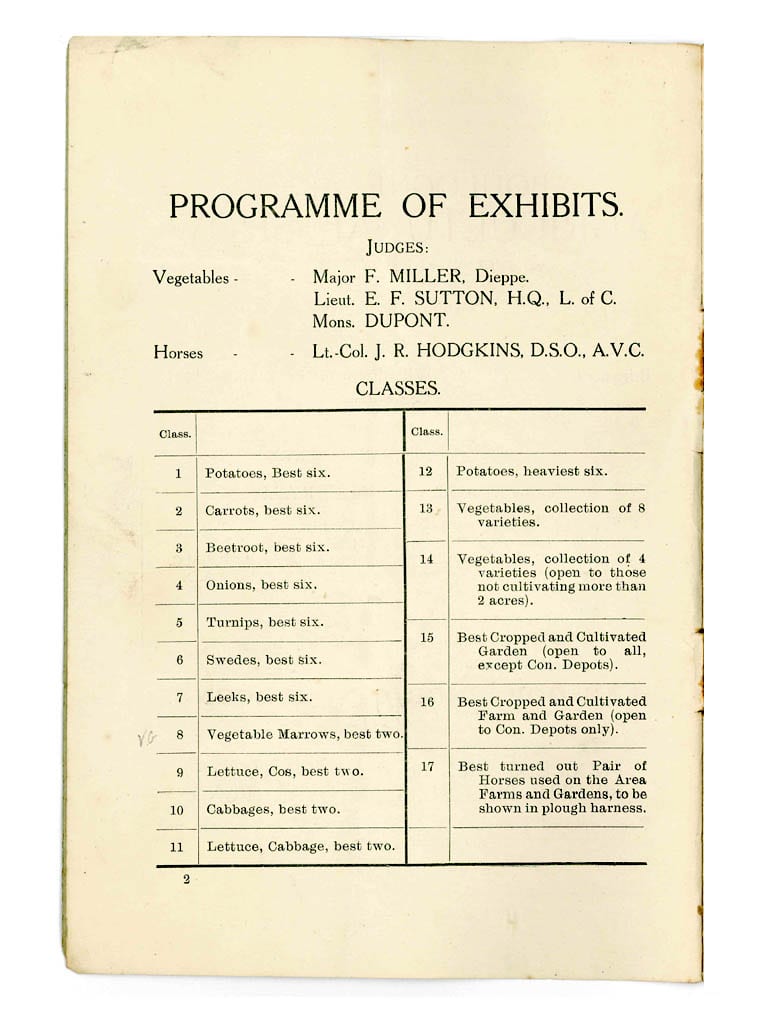 PROGRAMME OF EXHIBITS.
JUDGES:
Vegetables - - Major F. MILLER, Dieppe.
Lieut. E. F. SUTTON, H.Q., L. of C.
Mons. DUPONT.
Horses - - Lt.-Col. J. R. HODGKINS, D.S.O., A.V.C.
CLASSES.
Class.
1 Potatoes, Best six.
2 Carrots, best six.
3 Beetroot, best six.
4 Onions, best six.
5 Turnips, best six.
6 Swedes, best six.
7 Leeks, best six.
VG 8 Vegetable Marrows, best two.
9 Lettuce, Cos, best two.
10 Cabbages, best two.
11 Lettuce, Cabbage, best two.
Class.
12 Potatoes, heaviest six.
13 Vegetables, collection of 8
varieties.
14 Vegetables, collection of 4
varieties (open to those
not cultivating more than
2 acres).
15 Best Cropped and Cultivated
Garden (open to all,
except Con. Depots).
16 Best Cropped and Cultivated
Farm and Garden (open
to Con. Depots only).
17 Best turned out Pair of
Horses used on the Area
Farms and Gardens, to be
shown in plough harness.
2